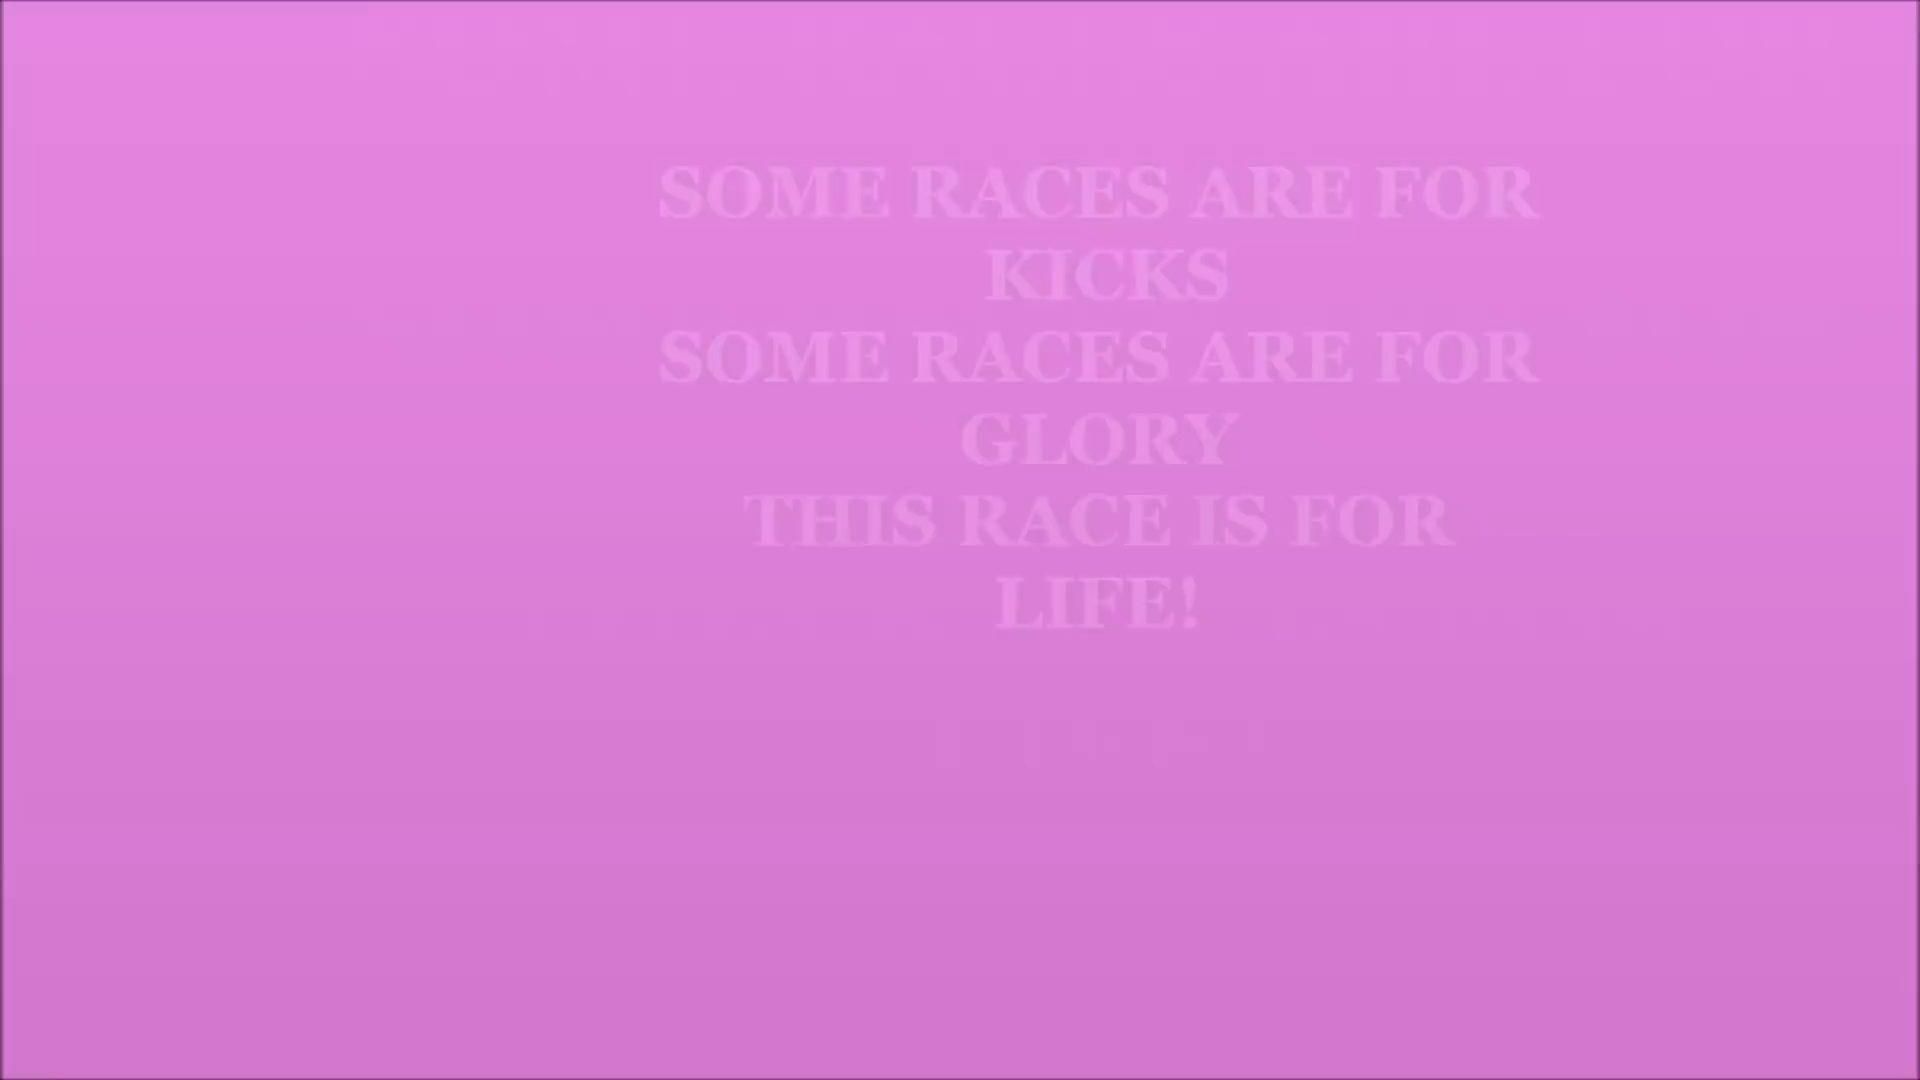 SOME RACES ARE FOR
KICKS
SOME RACES ARE FOR
GLORY
THIS RACE IS FOR
LIFE!